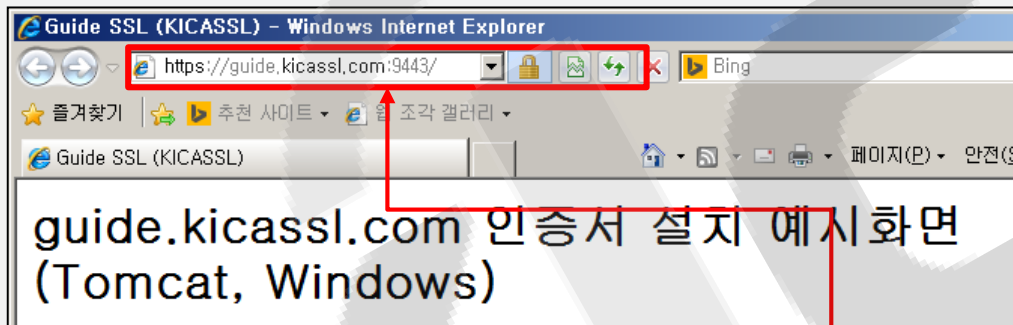 Guide SSL (KICASSL) - Windows Internet Explorer
https://guide.kicassl.com:9443/
Bing
즐겨찾기
추천 사이트
웹 조각 갤러리
Guide SSL (KICASSL)
페이지(P)
안전(S
guide.kicassl.com 인증서 설치 예시화면
(Tomcat, Windows)